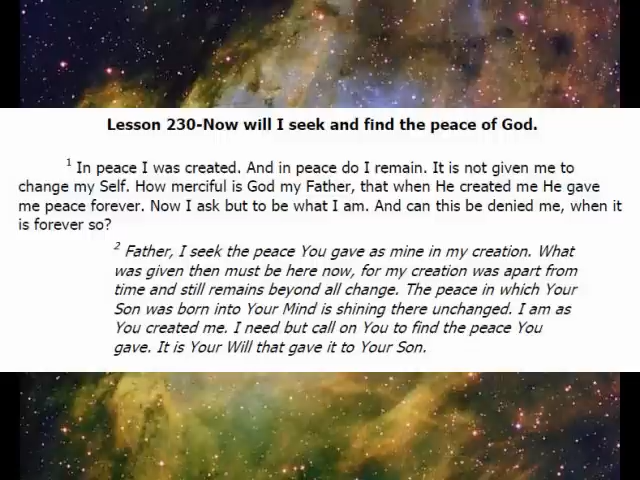 Lesson 230-Now will I seek and find the peace of God.
1 In peace I was created. And in peace do I remain. It is not given me to
change my Self. How merciful is God my Father, that when He created me He gave
me peace forever. Now I ask but to be what I am. And can this be denied me, when it
is forever so?
2 Father, I seek the peace You gave as mine in my creation. What
was given then must be here now, for my creation was apart from
time and still remains beyond all change. The peace in which Your
Son was born into Your Mind is shining there unchanged. I am as
You created me. I need but call on You to find the peace You
gave. It is Your Will that gave it to Your Son.